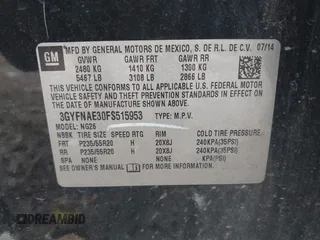 GM
MFD BY GENERAL MOTORS DE MEXICO, S. DE R.L. DE C.V. 07/14
GVWR GAWR FRT GAWR RR
2480 KG 1410 KG 1300 KG
5467 LB 3108 LB 2866 LB
THIS VEHICLE CONFORMS TO ALL APPLICABLE U.S. FEDERAL MOTOR
VEHICLE SAFETY AND THEFT PREVENTION STANDARDS IN EFFECT ON
THE DATE OF MANUFACTURE SHOWN ABOVE.
3GYFNAE30FS515953 TYPE: M.P.V.
MODEL: NG26
NBBK TIRE SIZE SPEED RTG RIM COLD TIRE PRESSURE
FRT P235/55R20 H 20X8J 240KPA(35PSI)
RR P235/55R20 H 20X8J 240KPA(35PSI)
KPA(PSI)
SEE OWNER'S MANUAL FOR ADDITIONAL INFORMATION.
DREAMBID